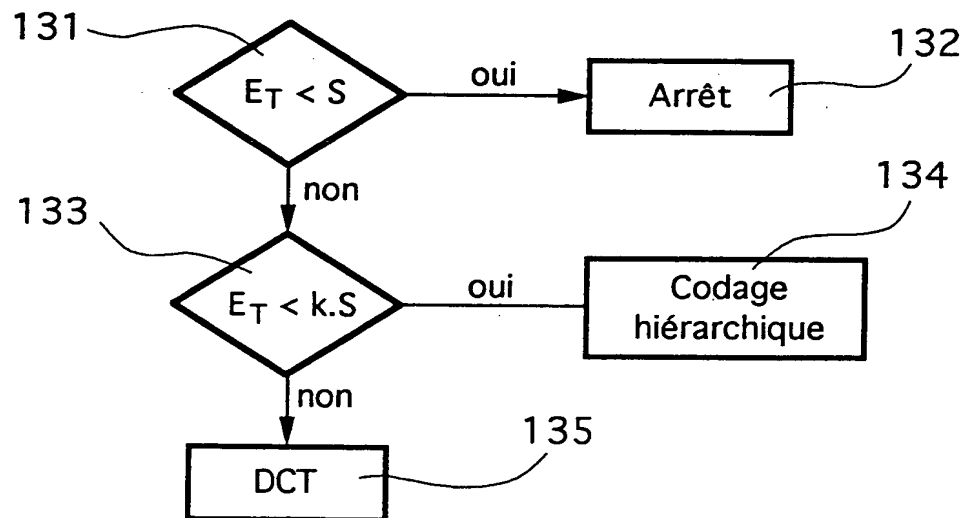 131
E_T < S
oui
Arrêt
132
non
133
E_T < k.S
oui
Codage
hiérarchique
134
non
DCT
135